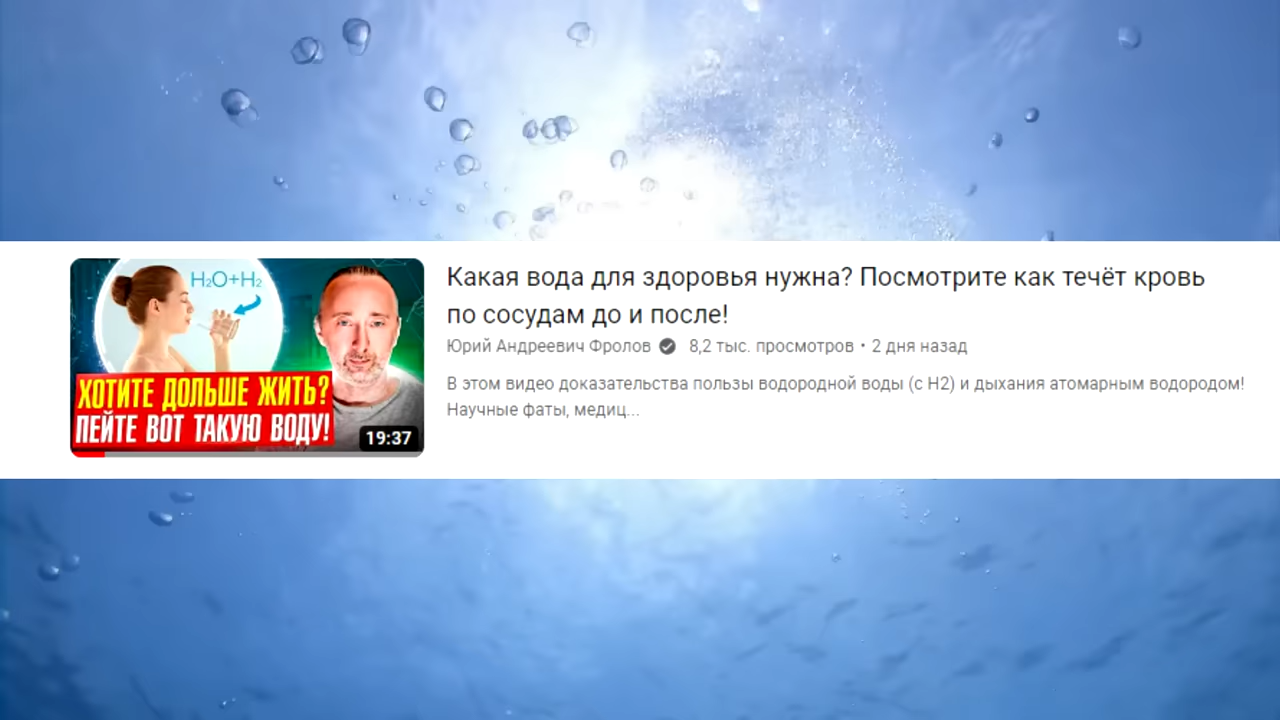 H₂O+H₂
ХОТИТЕ ДОЛЬШЕ ЖИТЬ?
ПЕЙТЕ ВОТ ТАКУЮ ВОДУ!
19:37
Какая вода для здоровья нужна? Посмотрите как течёт кровь
по сосудам до и после!
Юрий Андреевич Фролов 8,2 тыс. просмотров • 2 дня назад
В этом видео доказательства пользы водородной воды (с H2) и дыхания атомарным водородом!
Научные фаты, медиц...